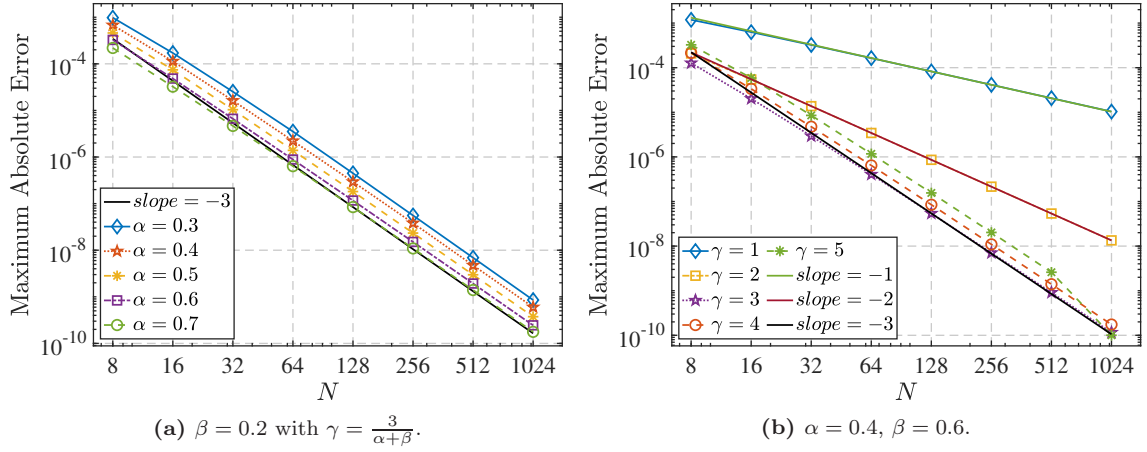 Maximum Absolute Error
10^{-4}
10^{-6}
10^{-8}
10^{-10}
slope = −3
α = 0.3
α = 0.4
α = 0.5
α = 0.6
α = 0.7
8 16 32 64 128 256 512 1024
N
(a) β = 0.2 with γ = \frac{3}{α+β}.
Maximum Absolute Error
10^{-4}
10^{-6}
10^{-8}
10^{-10}
γ = 1 γ = 5
γ = 2 slope = −1
γ = 3 slope = −2
γ = 4 slope = −3
8 16 32 64 128 256 512 1024
N
(b) α = 0.4, β = 0.6.